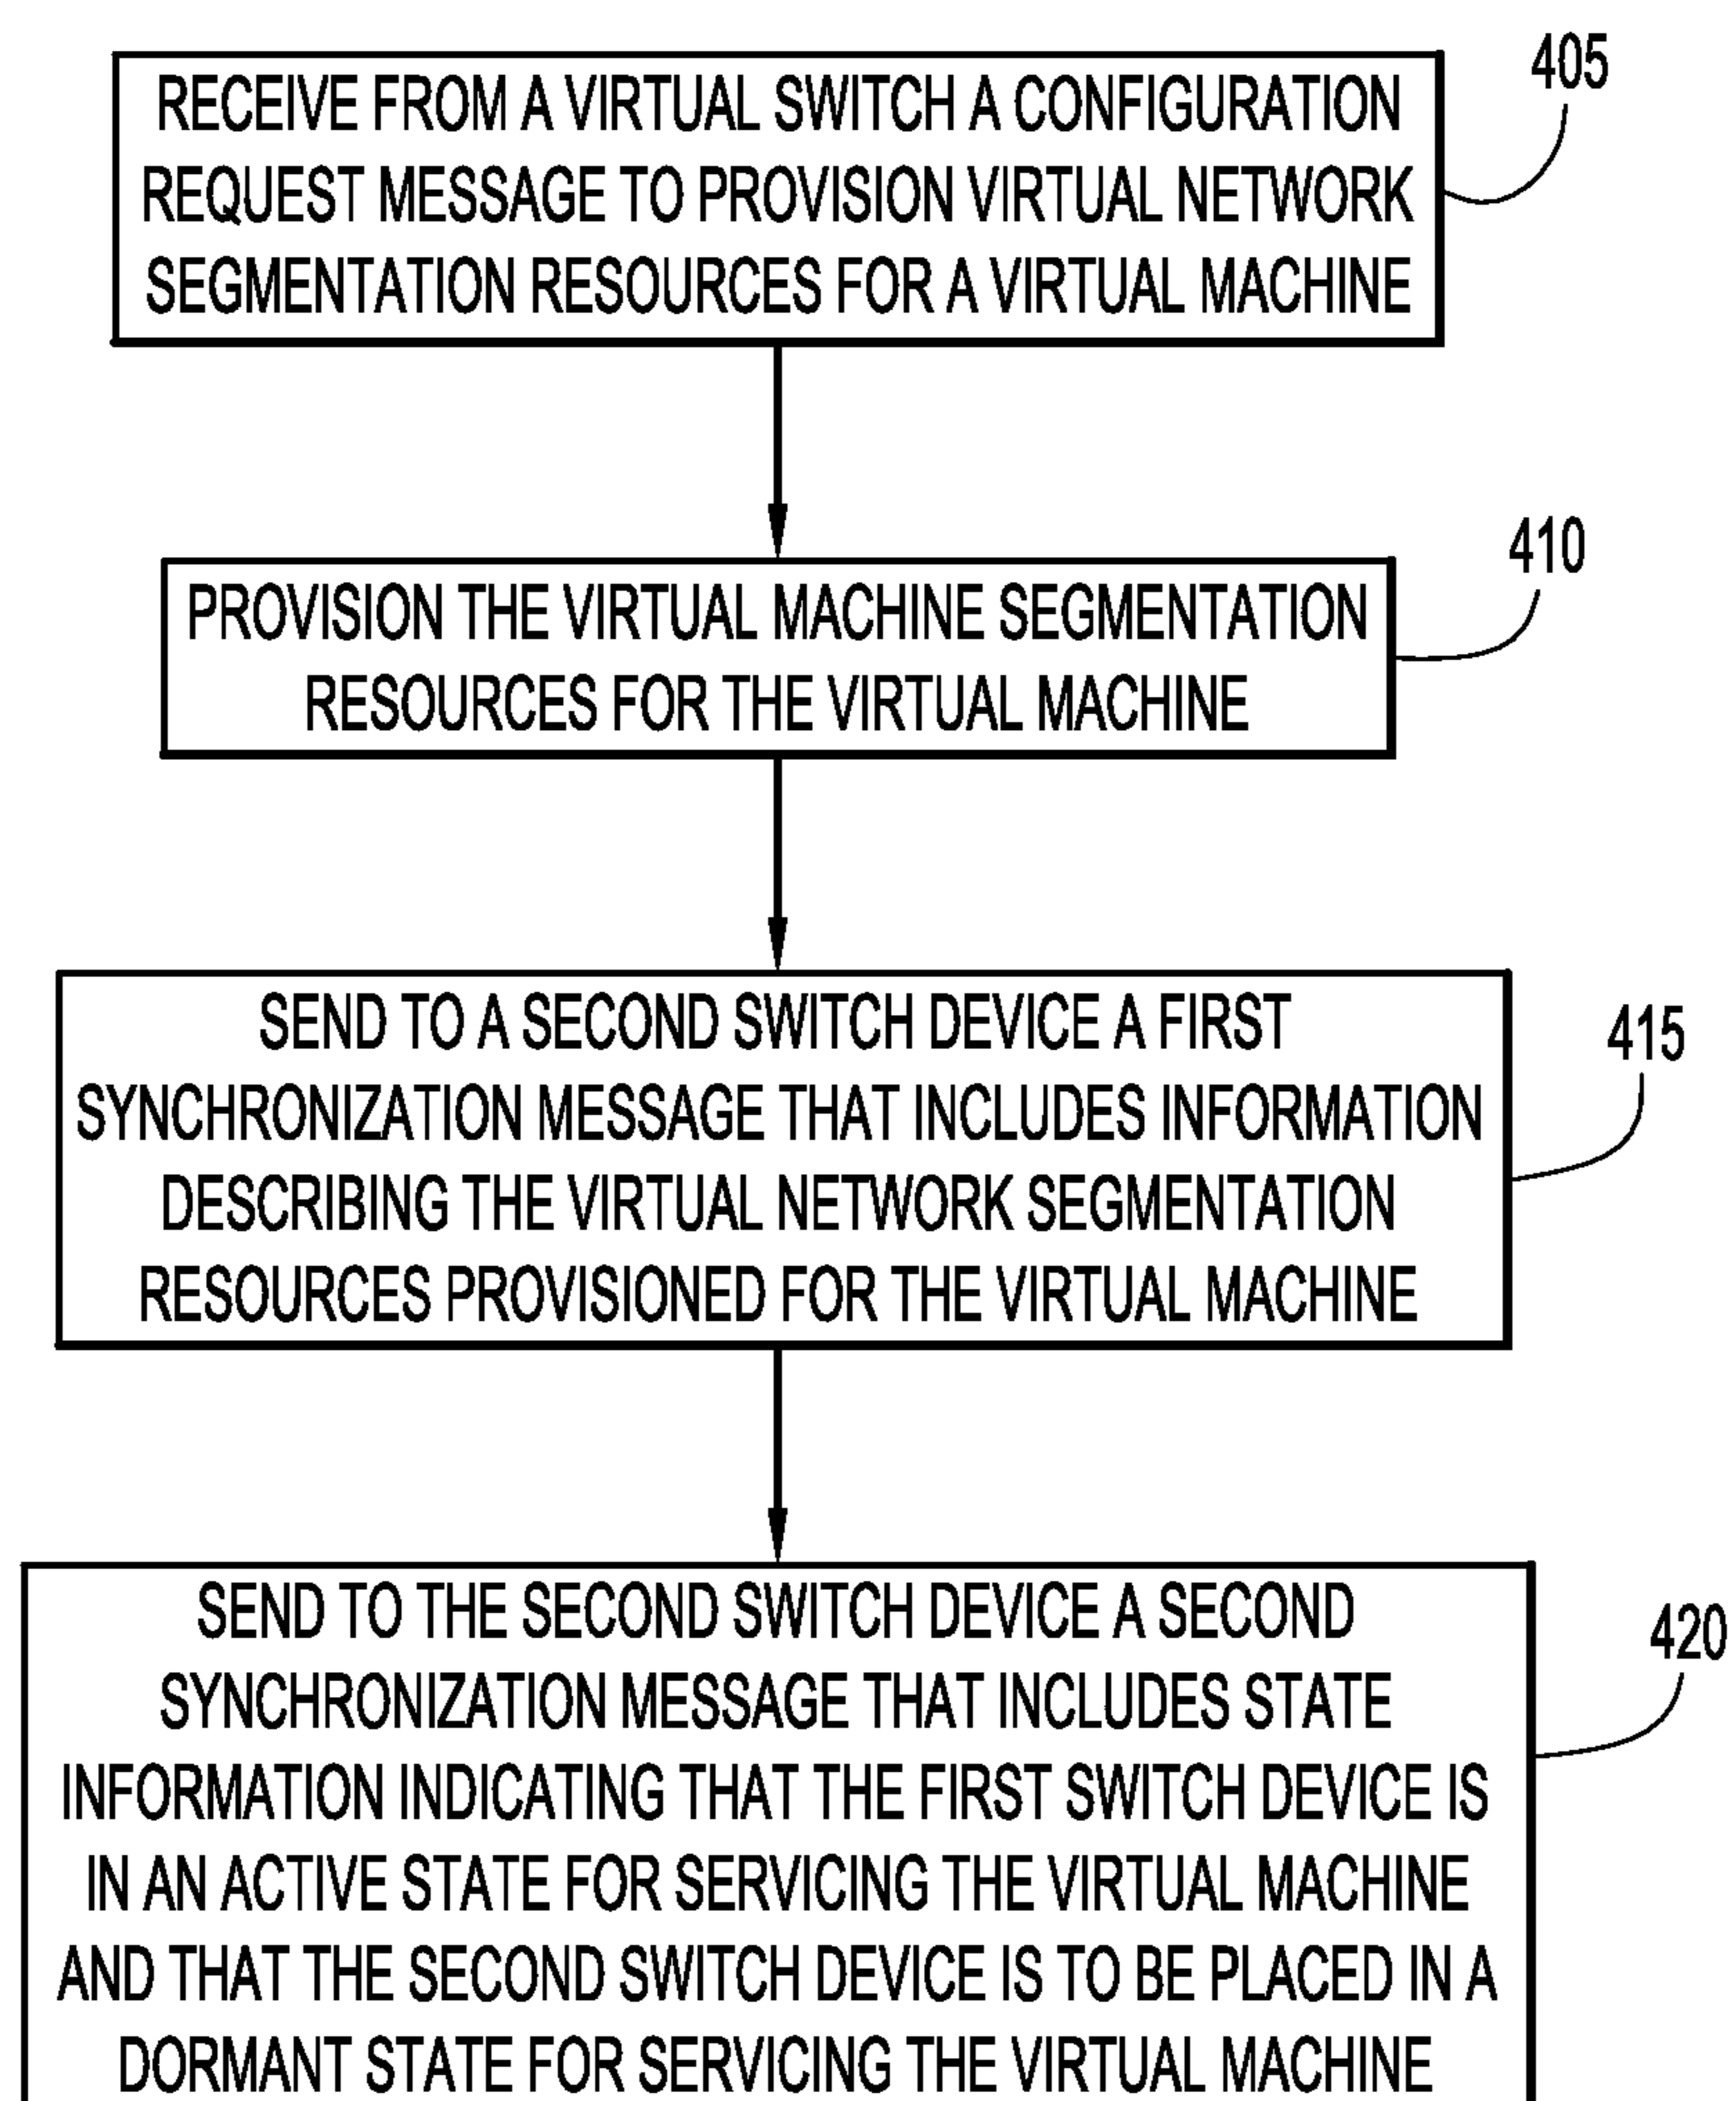 405
RECEIVE FROM A VIRTUAL SWITCH A CONFIGURATION
REQUEST MESSAGE TO PROVISION VIRTUAL NETWORK
SEGMENTATION RESOURCES FOR A VIRTUAL MACHINE
410
PROVISION THE VIRTUAL MACHINE SEGMENTATION
RESOURCES FOR THE VIRTUAL MACHINE
415
SEND TO A SECOND SWITCH DEVICE A FIRST
SYNCHRONIZATION MESSAGE THAT INCLUDES INFORMATION
DESCRIBING THE VIRTUAL NETWORK SEGMENTATION
RESOURCES PROVISIONED FOR THE VIRTUAL MACHINE
420
SEND TO THE SECOND SWITCH DEVICE A SECOND
SYNCHRONIZATION MESSAGE THAT INCLUDES STATE
INFORMATION INDICATING THAT THE FIRST SWITCH DEVICE IS
IN AN ACTIVE STATE FOR SERVICING THE VIRTUAL MACHINE
AND THAT THE SECOND SWITCH DEVICE IS TO BE PLACED IN A
DORMANT STATE FOR SERVICING THE VIRTUAL MACHINE